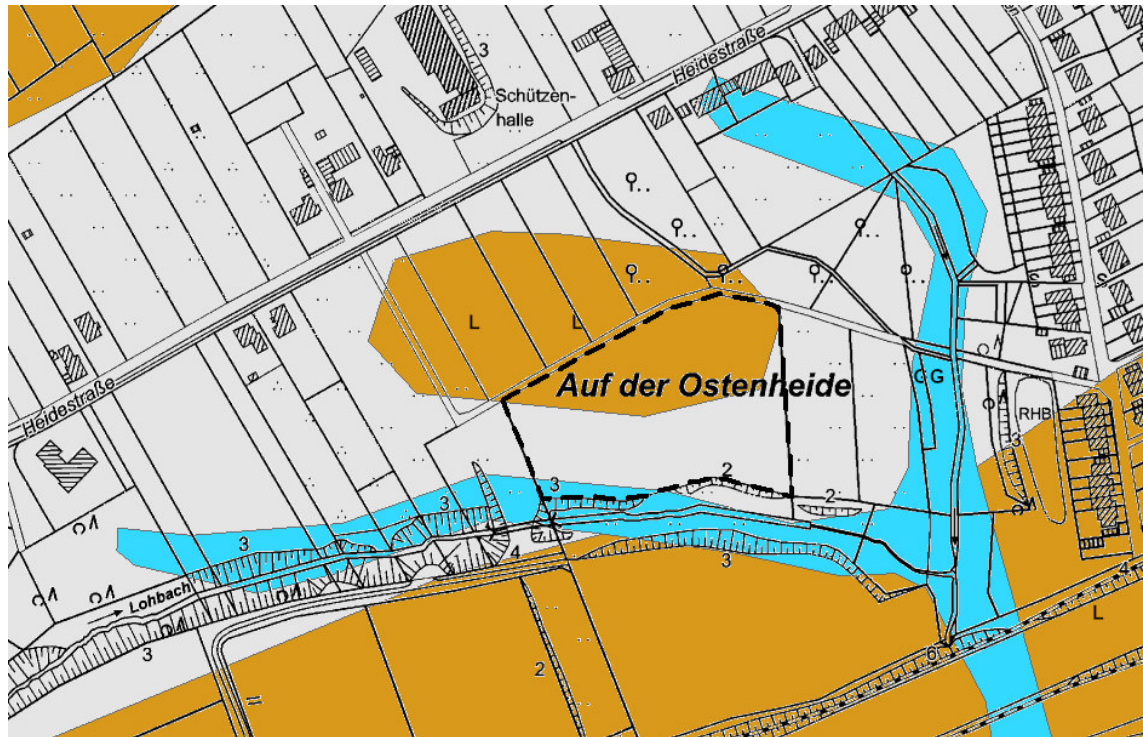 3
Heidestraße
Schützen-
halle
L
L
S
S
Auf der Ostenheide
G G
RHB
3
Heidestraße
2
3
3
2
3
4
3
Lohbach
3
4
L
6
2